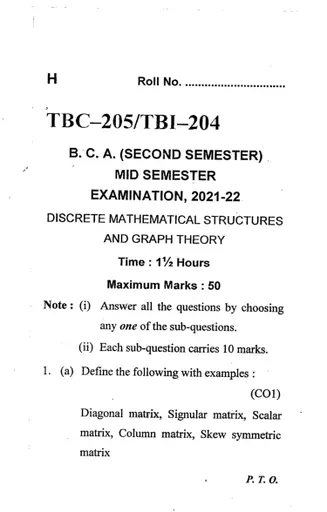 H Roll No. ...............................
TBC–205/TBI–204
B. C. A. (SECOND SEMESTER)
MID SEMESTER
EXAMINATION, 2021-22
DISCRETE MATHEMATICAL STRUCTURES
AND GRAPH THEORY
Time : 1½ Hours
Maximum Marks : 50
Note : (i) Answer all the questions by choosing
any one of the sub-questions.
(ii) Each sub-question carries 10 marks.
1. (a) Define the following with examples :
(CO1)
Diagonal matrix, Signular matrix, Scalar
matrix, Column matrix, Skew symmetric
matrix
P. T. O.